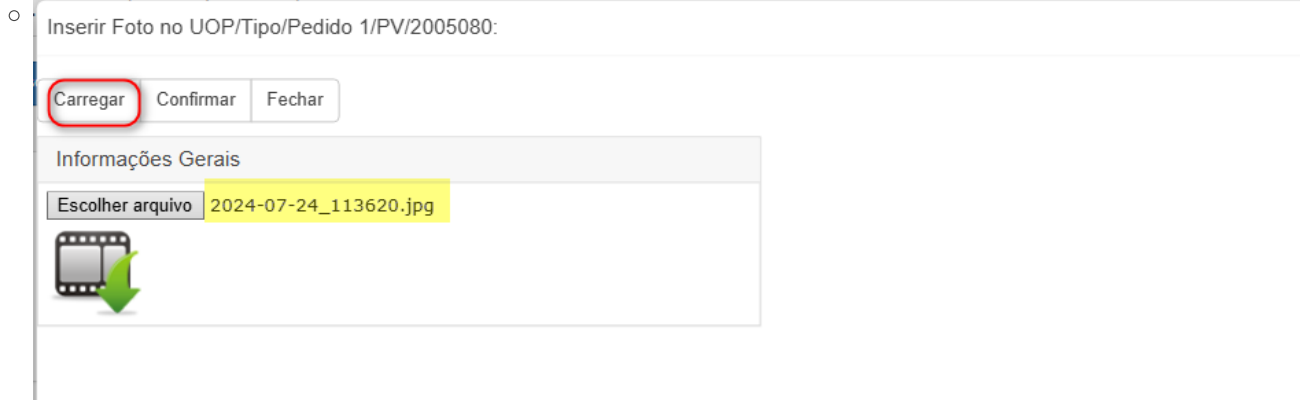 Inserir Foto no UOP/Tipo/Pedido 1/PV/2005080:
Carregar Confirmar Fechar
Informações Gerais
Escolher arquivo 2024-07-24_113620.jpg